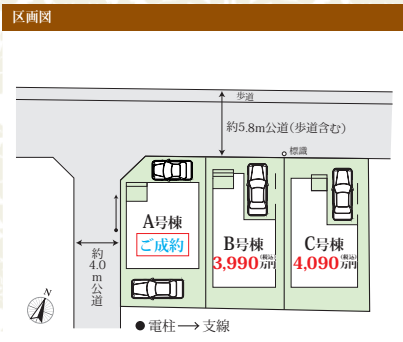 区画図
歩道
約5.8m公道(歩道含む)
標識
A号棟
ご成約
B号棟
3,990万円(税込)
C号棟
4,090万円(税込)
約4.0m公道
N
●電柱→支線